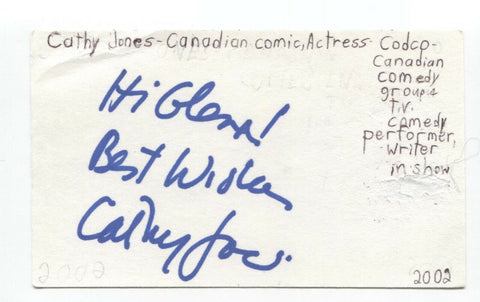 Cathy Jones-Canadian comic, Actress- Codco-
Canadian
comedy
group &
t.v.
comedy
performer,
writer
in show
Hi Glenn!
Best Wishes
Cathy Jones
2002
2002